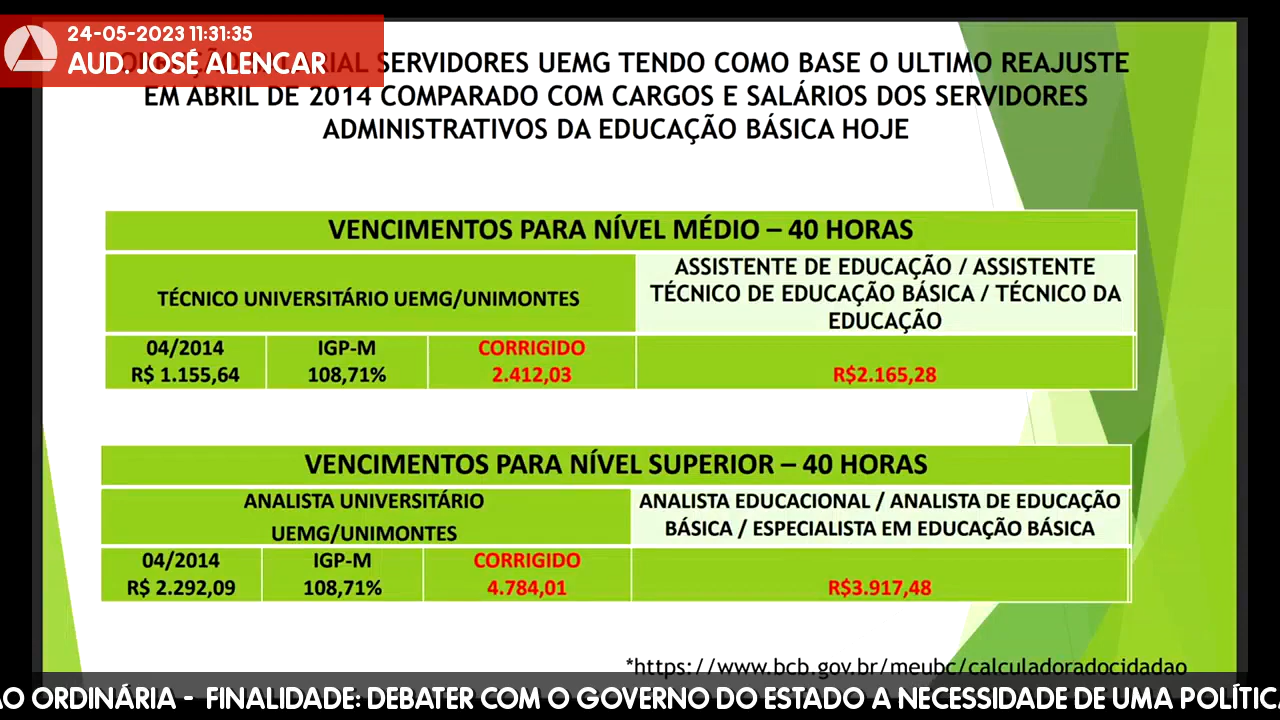 24-05-2023 11:31:35
AUD. JOSÉ ALENCAR
SERVIDORES UEMG TENDO COMO BASE O ULTIMO REAJUSTE
EM ABRIL DE 2014 COMPARADO COM CARGOS E SALÁRIOS DOS SERVIDORES
ADMINISTRATIVOS DA EDUCAÇÃO BÁSICA HOJE
VENCIMENTOS PARA NÍVEL MÉDIO – 40 HORAS
TÉCNICO UNIVERSITÁRIO UEMG/UNIMONTES
ASSISTENTE DE EDUCAÇÃO / ASSISTENTE
TÉCNICO DE EDUCAÇÃO BÁSICA / TÉCNICO DA
EDUCAÇÃO
04/2014
R$ 1.155,64
IGP-M
108,71%
CORRIGIDO
2.412,03
R$2.165,28
VENCIMENTOS PARA NÍVEL SUPERIOR – 40 HORAS
ANALISTA UNIVERSITÁRIO
UEMG/UNIMONTES
ANALISTA EDUCACIONAL / ANALISTA DE EDUCAÇÃO
BÁSICA / ESPECIALISTA EM EDUCAÇÃO BÁSICA
04/2014
R$ 2.292,09
IGP-M
108,71%
CORRIGIDO
4.784,01
R$3.917,48
*https://www.bcb.gov.br/meubc/calculadoradocidadao
ÃO ORDINÁRIA - FINALIDADE: DEBATER COM O GOVERNO DO ESTADO A NECESSIDADE DE UMA POLÍTICA